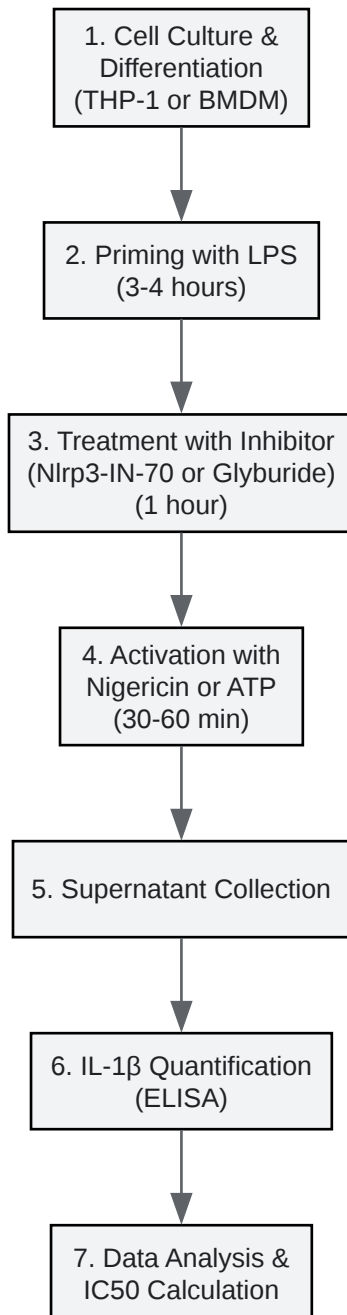 1. Cell Culture &
Differentiation
(THP-1 or BMDM)
2. Priming with LPS
(3-4 hours)
3. Treatment with Inhibitor
(Nlrp3-IN-70 or Glyburide)
(1 hour)
4. Activation with
Nigericin or ATP
(30-60 min)
5. Supernatant Collection
6. IL-1β Quantification
(ELISA)
7. Data Analysis &
IC50 Calculation